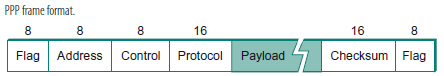 PPP frame format.
8 8 8 16 16 8
Flag Address Control Protocol Payload Checksum Flag